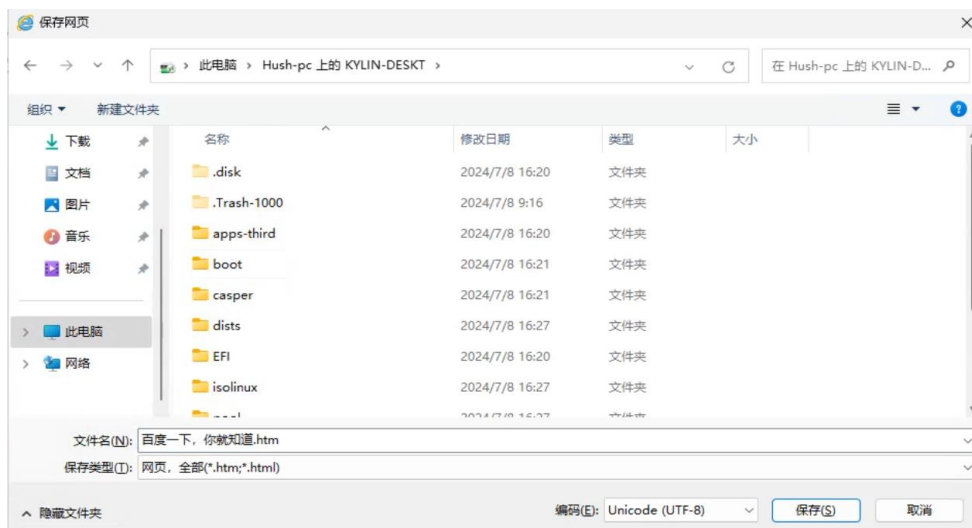 保存网页
此电脑 › Hush-pc 上的 KYLIN-DESKT ›
在 Hush-pc 上的 KYLIN-D...
组织 新建文件夹
名称 修改日期 类型 大小
下载
文档
图片
音乐
视频
此电脑
网络
.disk 2024/7/8 16:20 文件夹
.Trash-1000 2024/7/8 9:16 文件夹
apps-third 2024/7/8 16:20 文件夹
boot 2024/7/8 16:21 文件夹
casper 2024/7/8 16:21 文件夹
dists 2024/7/8 16:27 文件夹
EFI 2024/7/8 16:20 文件夹
isolinux 2024/7/8 16:27 文件夹
文件名(N): 百度一下，你就知道.htm
保存类型(T): 网页，全部(*.htm;*.html)
隐藏文件夹
编码(E): Unicode (UTF-8)
保存(S) 取消